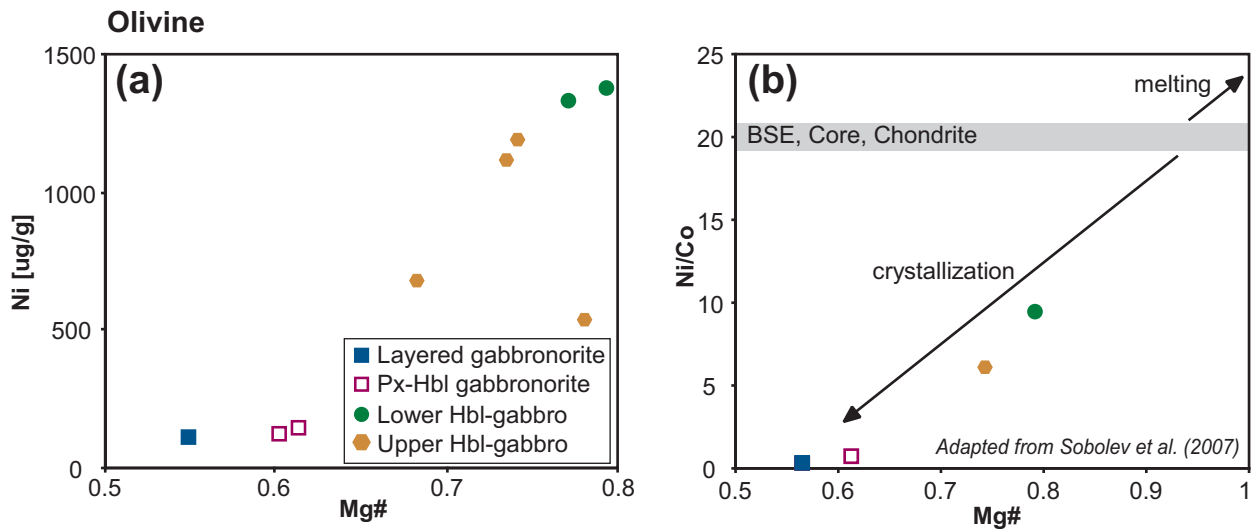 Olivine
(a)
1500
1000
500
0
Ni [ug/g]
0.5
0.6
0.7
0.8
Mg#
Layered gabbronorite
Px-Hbl gabbronorite
Lower Hbl-gabbro
Upper Hbl-gabbro
(b)
25
20
15
10
5
0
Ni/Co
melting
BSE, Core, Chondrite
crystallization
Adapted from Sobolev et al. (2007)
0.5
0.6
0.7
0.8
0.9
1
Mg#